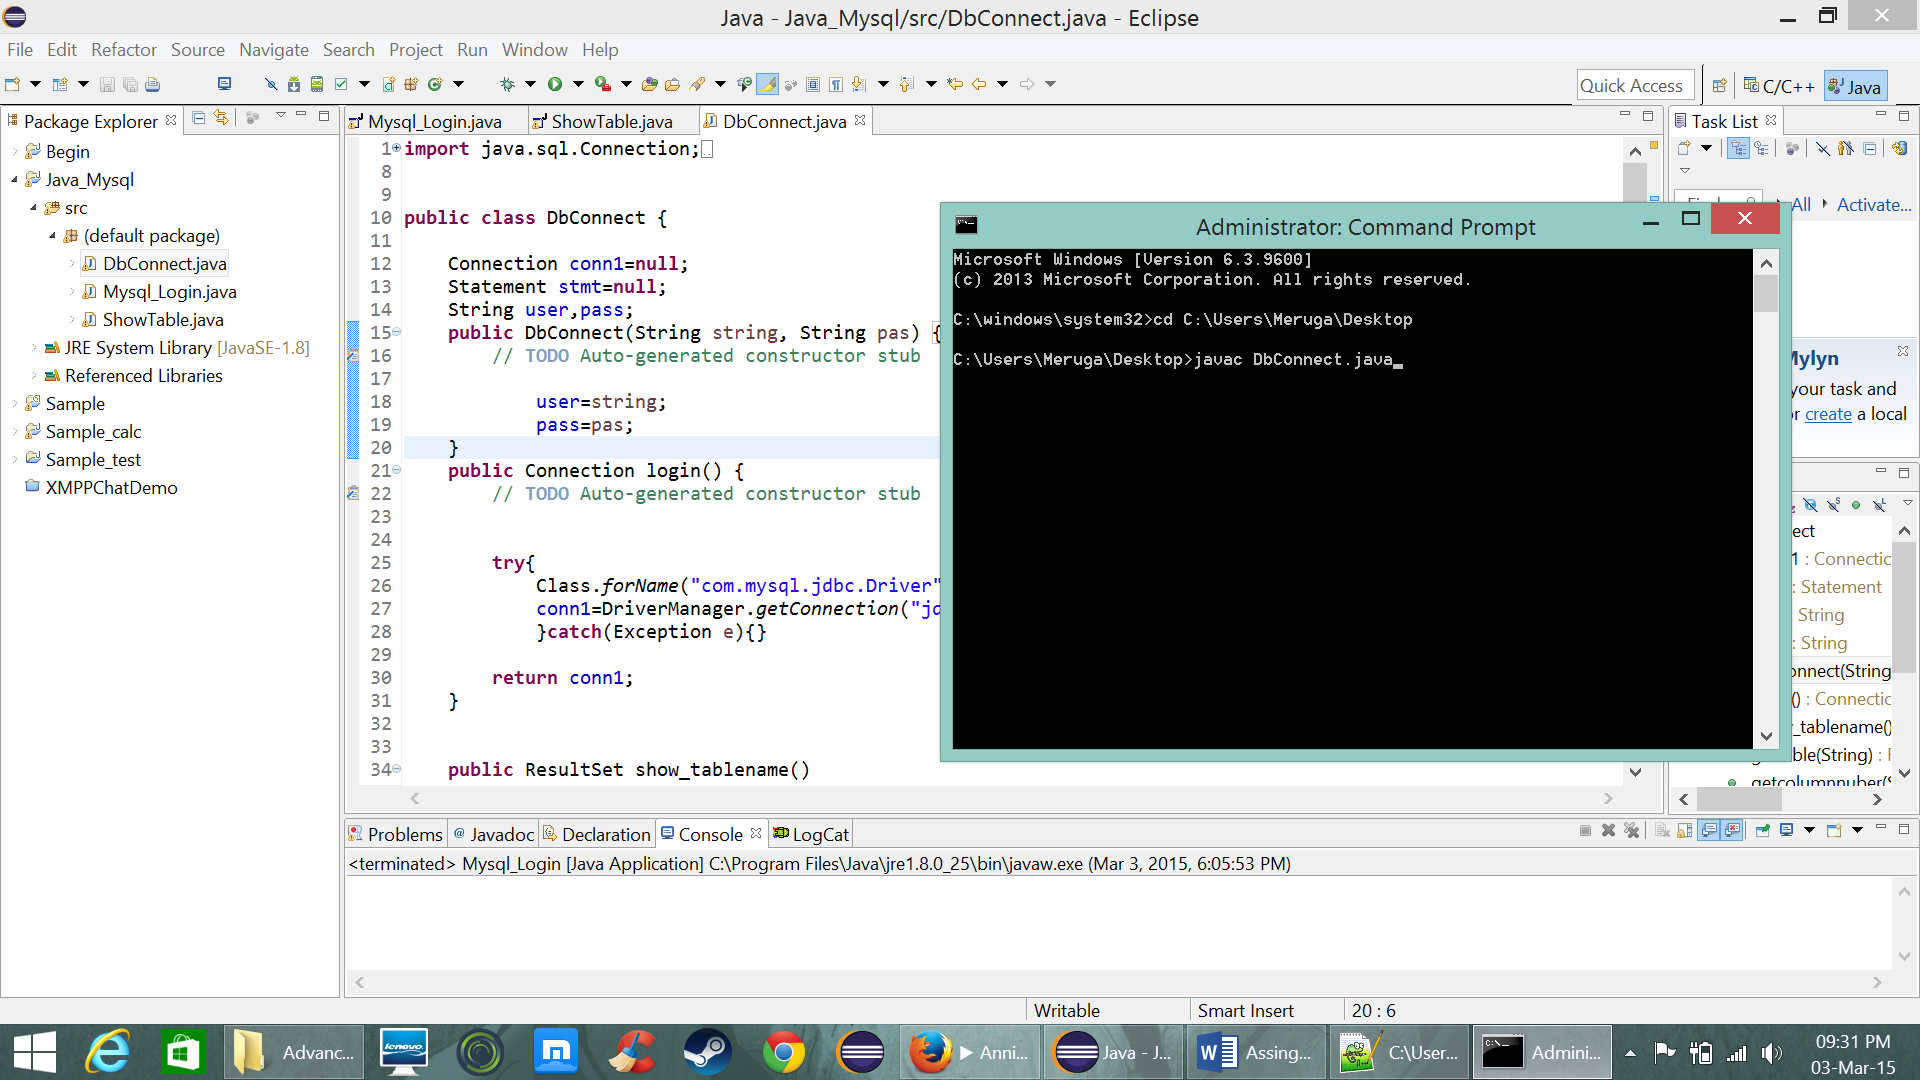 Java - Java_Mysql/src/DbConnect.java - Eclipse
File Edit Refactor Source Navigate Search Project Run Window Help
Quick Access
C/C++
Java
Package Explorer
Begin
Java_Mysql
src
(default package)
DbConnect.java
Mysql_Login.java
ShowTable.java
JRE System Library [JavaSE-1.8]
Referenced Libraries
Sample
Sample_calc
Sample_test
XMPPChatDemo
Mysql_Login.java ShowTable.java DbConnect.java
1 import java.sql.Connection;
8
9
10 public class DbConnect {
11
12 Connection conn1=null;
13 Statement stmt=null;
14 String user,pass;
15 public DbConnect(String string, String pas) {
16 // TODO Auto-generated constructor stub
17
18 user=string;
19 pass=pas;
20 }
21 public Connection login() {
22 // TODO Auto-generated constructor stub
23
24
25 try{
26 Class.forName("com.mysql.jdbc.Driver"
27 conn1=DriverManager.getConnection("jd
28 }catch(Exception e){}
29
30 return conn1;
31 }
32
33
34 public ResultSet show_tablename()
Administrator: Command Prompt
Microsoft Windows [Version 6.3.9600]
(c) 2013 Microsoft Corporation. All rights reserved.
C:\windows\system32>cd C:\Users\Meruga\Desktop
C:\Users\Meruga\Desktop>javac DbConnect.java_
Task List
All
Activate...
Mylyn
your task and
or create a local
ect
1 : Connectic
: Statement
: String
: String
onnect(String
() : Connectic
_tablename()
ble(String) : F
getcolumnnuber(S
Problems Javadoc Declaration Console LogCat
<terminated> Mysql_Login [Java Application] C:\Program Files\Java\jre1.8.0_25\bin\javaw.exe (Mar 3, 2015, 6:05:53 PM)
Writable Smart Insert 20 : 6
Advanc...
lenovo
Anni...
Java - J...
Assing...
C:\User...
Admini...
09:31 PM
03-Mar-15